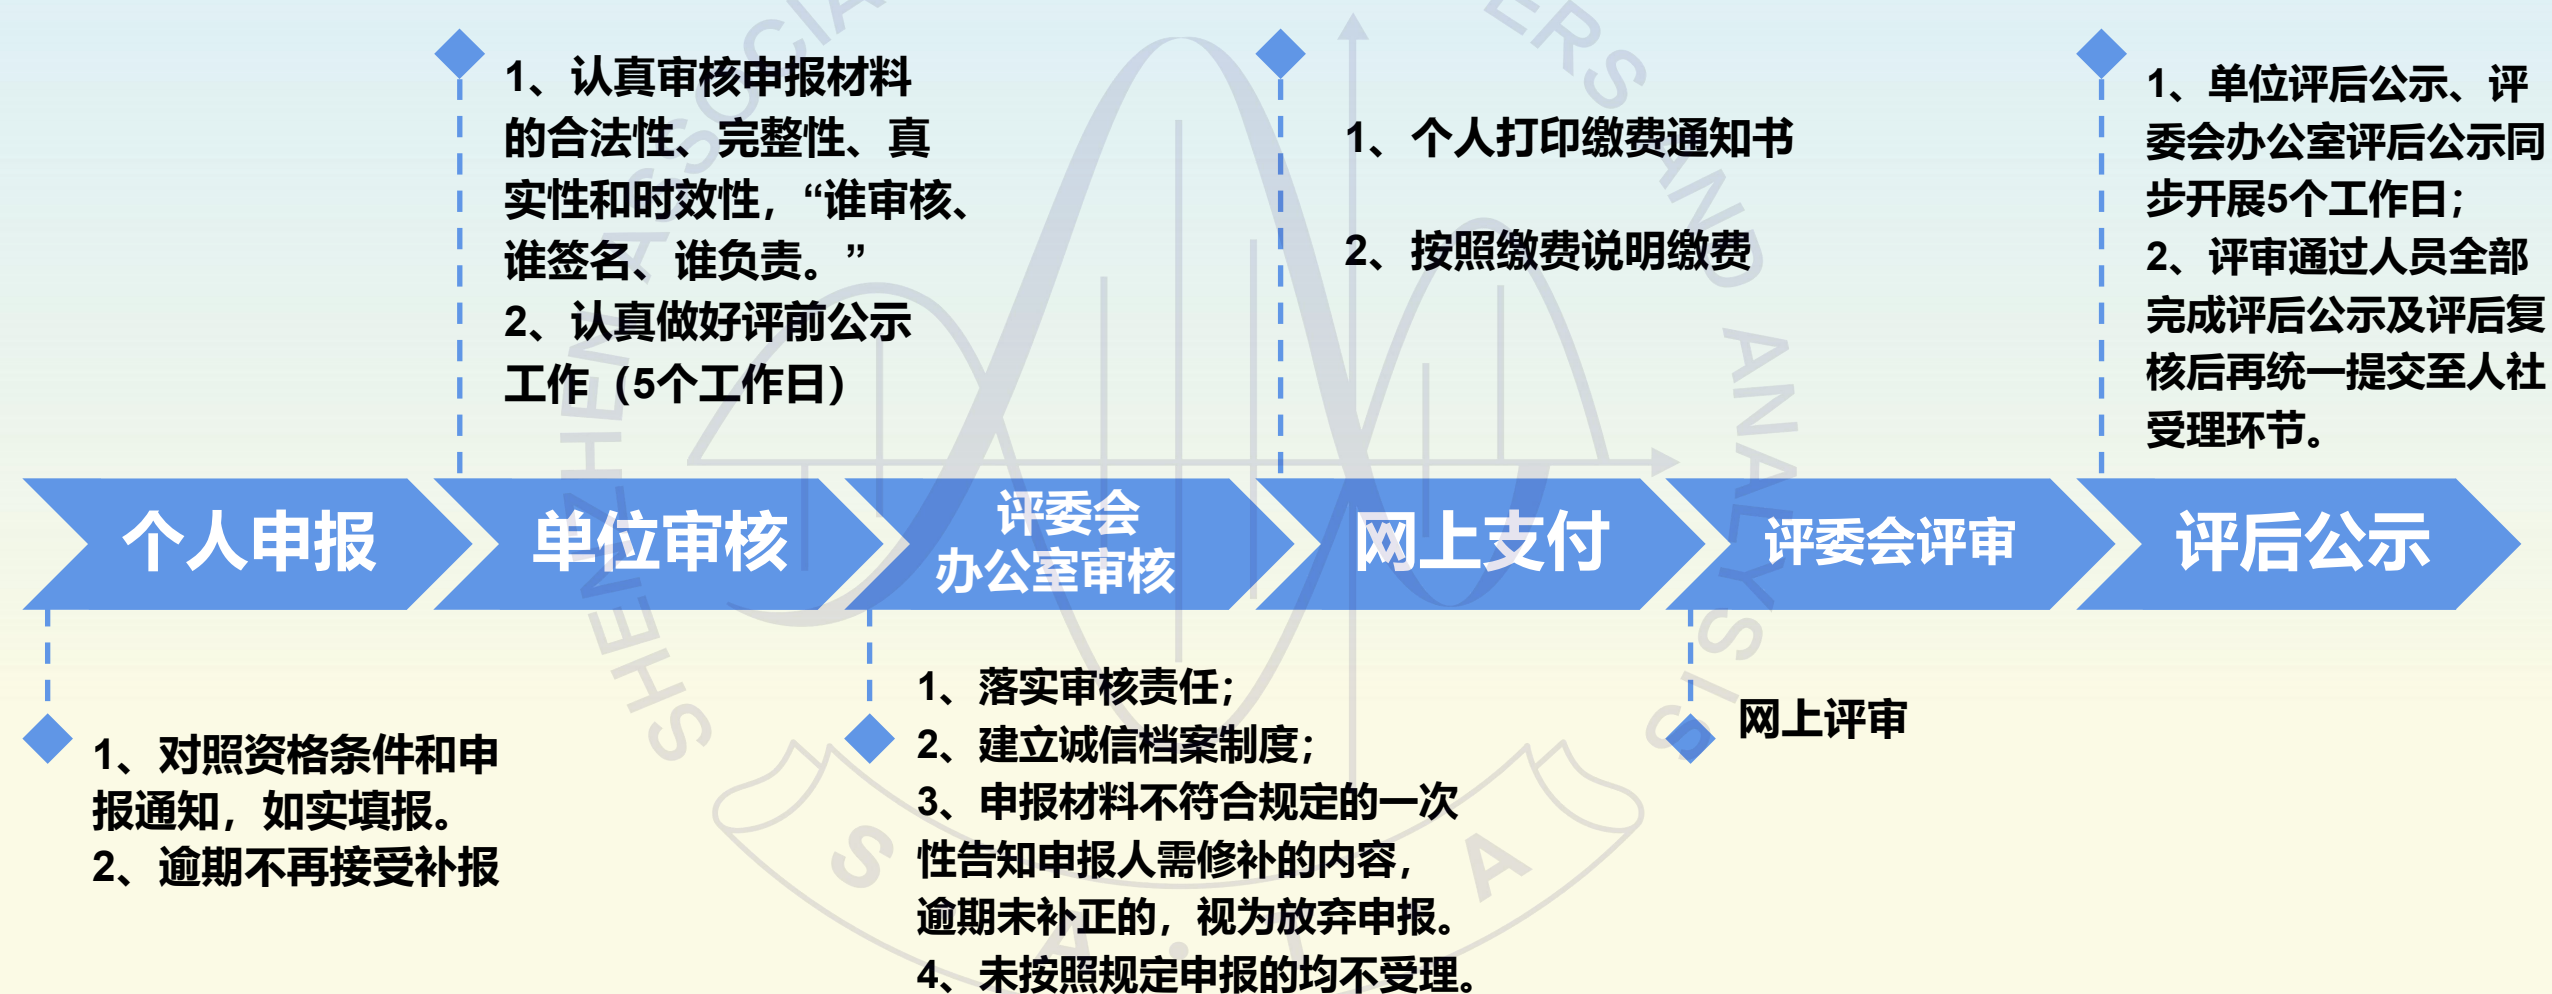 1、认真审核申报材料
的合法性、完整性、真
实性和时效性，“谁审核、
谁签名、谁负责。”
2、认真做好评前公示
工作（5个工作日）
1、个人打印缴费通知书
2、按照缴费说明缴费
1、单位评后公示、评
委会办公室评后公示同
步开展5个工作日；
2、评审通过人员全部
完成评后公示及评后复
核后再统一提交至人社
受理环节。
个人申报
单位审核
评委会
办公室审核
网上支付
评委会评审
评后公示
1、对照资格条件和申
报通知，如实填报。
2、逾期不再接受补报
1、落实审核责任；
2、建立诚信档案制度；
3、申报材料不符合规定的一次
性告知申报人需修补的内容，
逾期未补正的，视为放弃申报。
4、未按照规定申报的均不受理。
网上评审
SHENZHEN ASSOCIA
ERS AND ANALYSIS
S A • T A